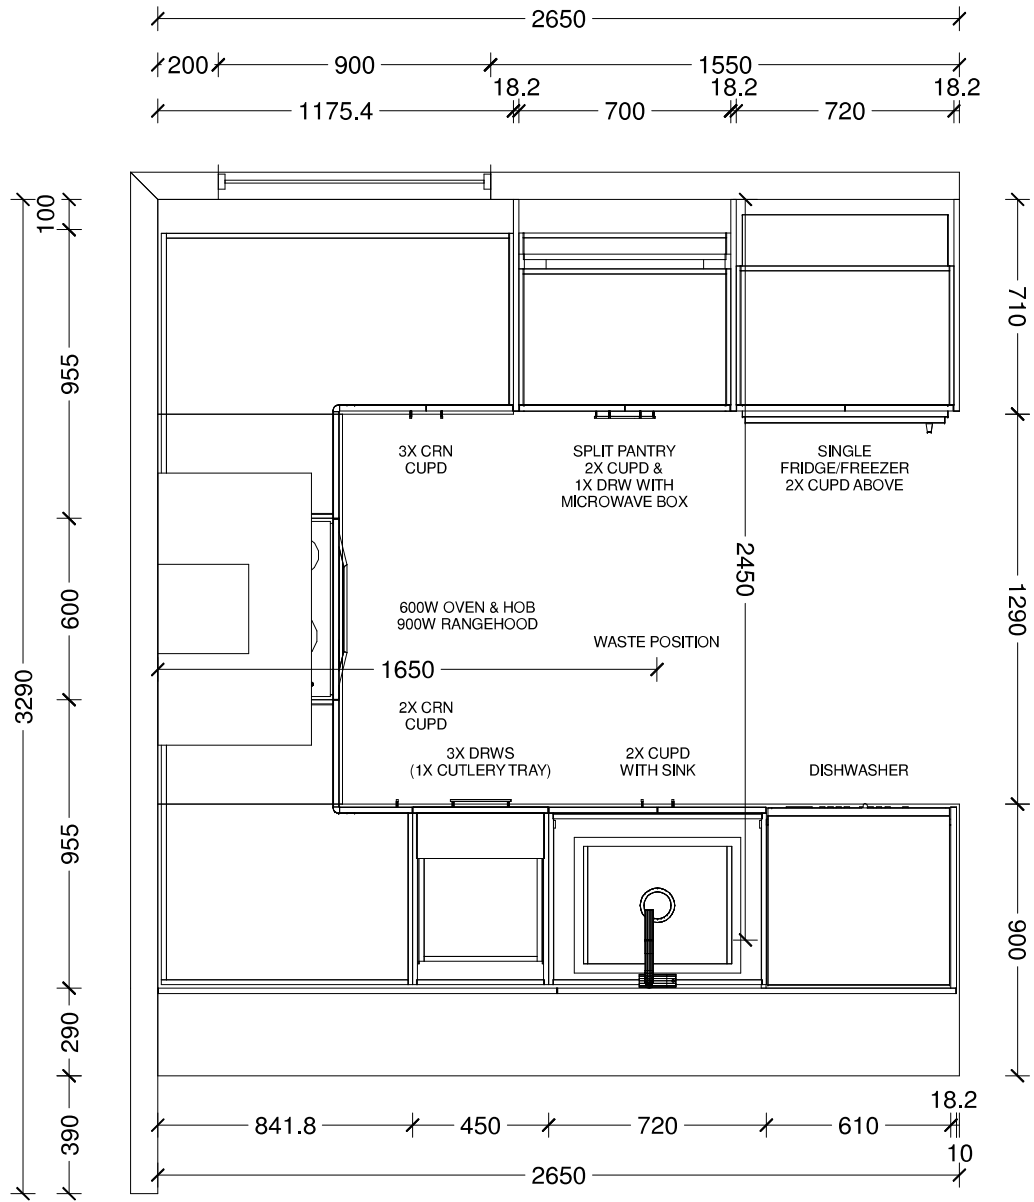 2650
200
900
1550
18.2
18.2
18.2
1175.4
700
720
100
955
710
3X CRN
CUPD
SPLIT PANTRY
2X CUPD &
1X DRW WITH
MICROWAVE BOX
SINGLE
FRIDGE/FREEZER
2X CUPD ABOVE
2450
600
600W OVEN & HOB
900W RANGEHOOD
1290
WASTE POSITION
1650
3290
2X CRN
CUPD
3X DRWS
(1X CUTLERY TRAY)
2X CUPD
WITH SINK
DISHWASHER
955
900
290
390
18.2
841.8
450
720
610
10
2650